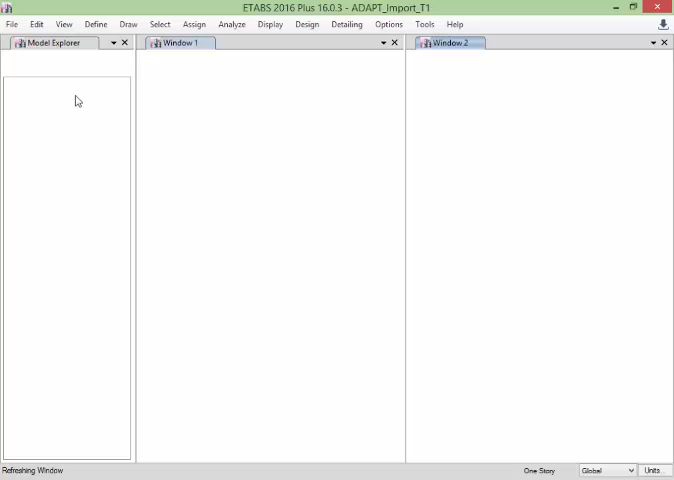 ETABS 2016 Plus 16.0.3 - ADAPT_Import_T1
File Edit View Define Draw Select Assign Analyze Display Design Detailing Options Tools Help
Model Explorer Window 1 Window 2
Refreshing Window One Story Global Units...